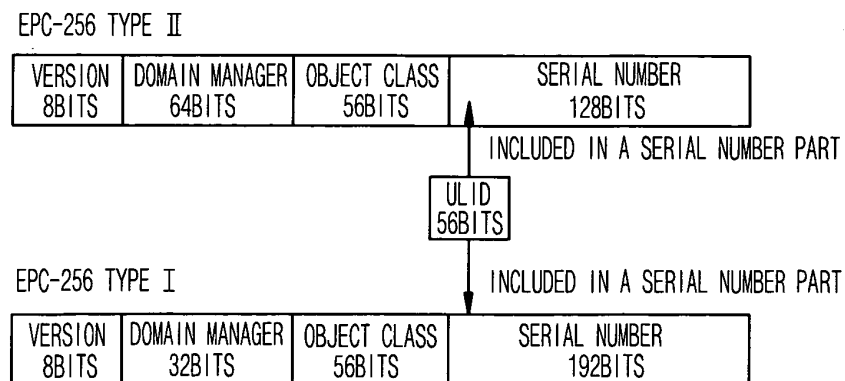 EPC-256 TYPE II
VERSION DOMAIN MANAGER OBJECT CLASS SERIAL NUMBER
8BITS 64BITS 56BITS 128BITS
INCLUDED IN A SERIAL NUMBER PART
ULID
56BITS
EPC-256 TYPE I
INCLUDED IN A SERIAL NUMBER PART
VERSION DOMAIN MANAGER OBJECT CLASS SERIAL NUMBER
8BITS 32BITS 56BITS 192BITS